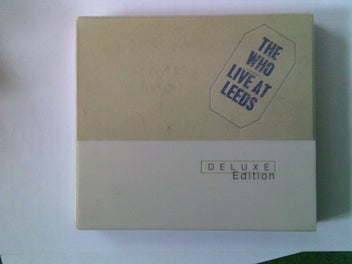 THE
WHO
LIVE AT
LEEDS
DELUXE
Edition